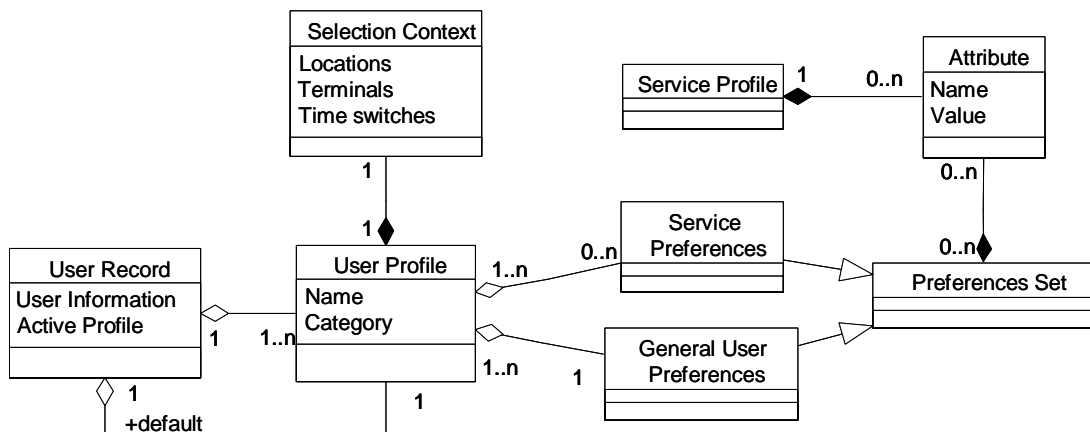 Selection Context
Locations
Terminals
Time switches
1
1
Service Profile
1
0..n
Attribute
Name
Value
0..n
0..n
Service
Preferences
Preferences Set
User Record
User Information
Active Profile
1
1..n
1
+default
User Profile
Name
Category
1..n
0..n
1..n
1
1
General User
Preferences